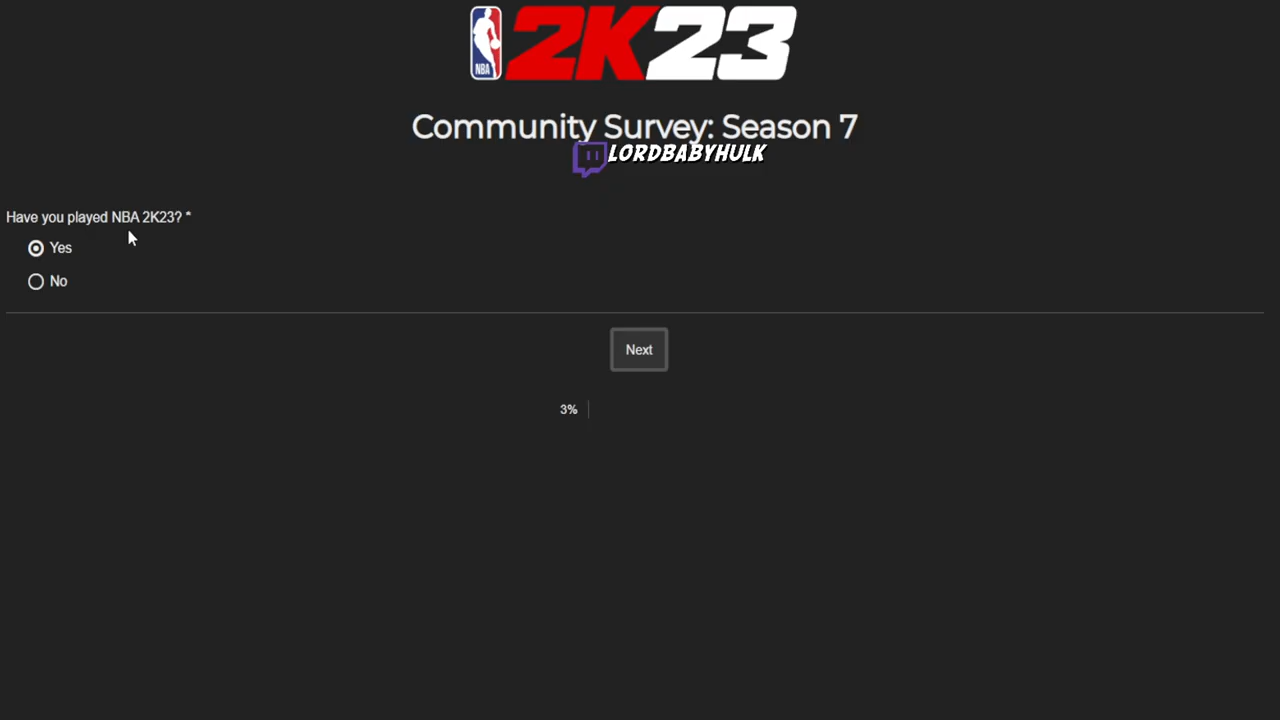 NBA 2K23
Community Survey: Season 7
LORDBABYHULK
Have you played NBA 2K23? *
Yes
No
Next
3%